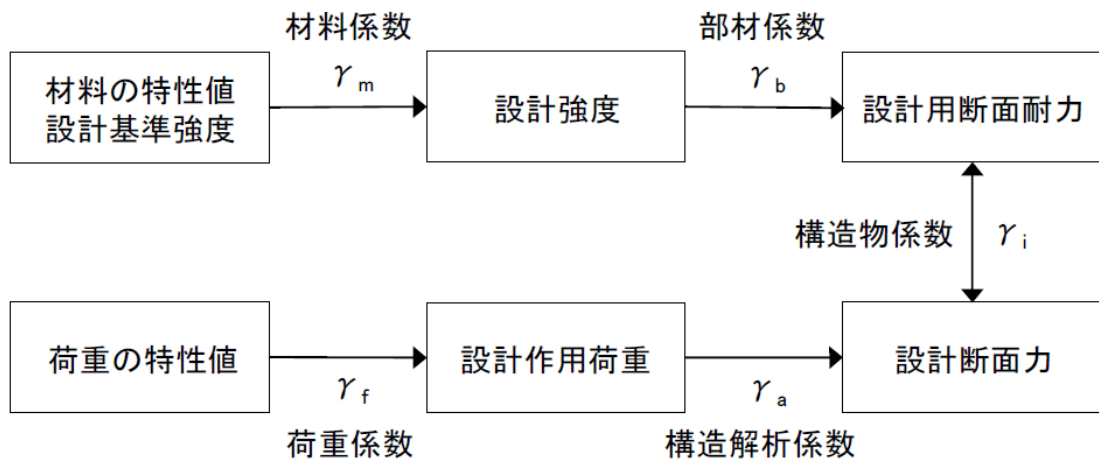 材料係数
γm
部材係数
γb
材料の特性値
設計基準強度
設計強度
設計用断面耐力
構造物係数 γi
荷重の特性値
設計作用荷重
設計断面力
γf
荷重係数
γa
構造解析係数